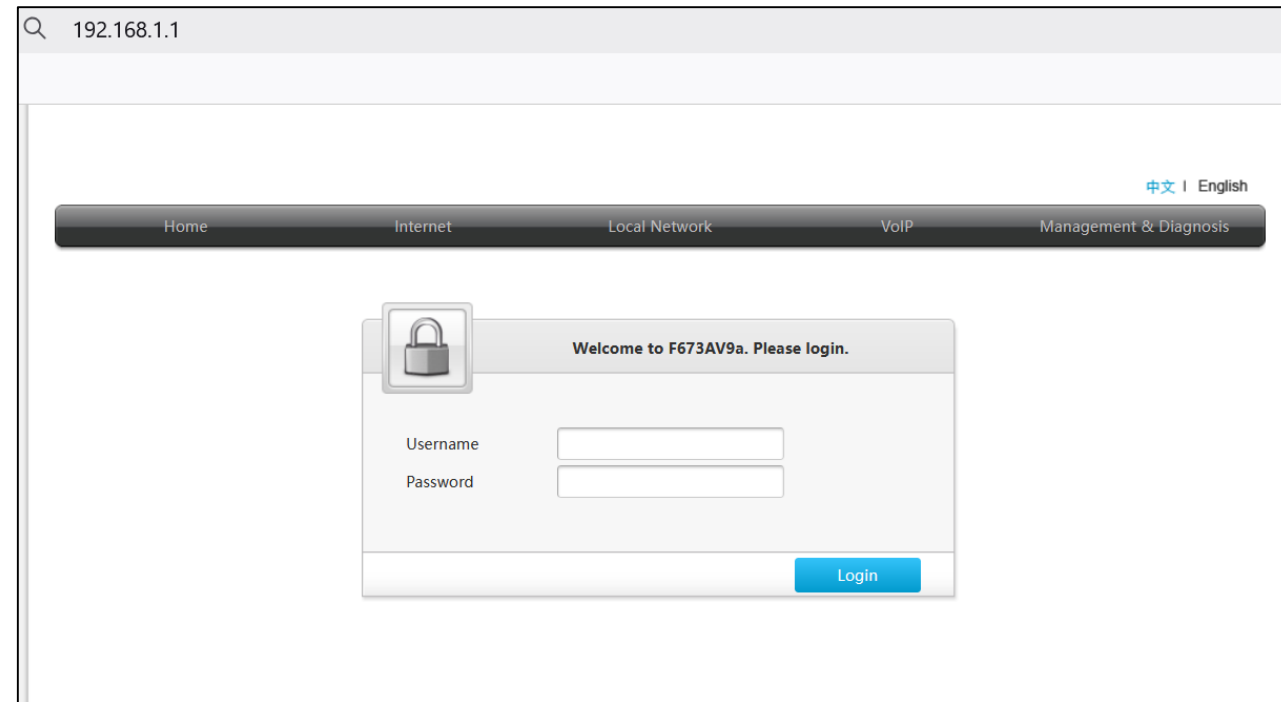 192.168.1.1
中文 | English
Home Internet Local Network VoIP Management & Diagnosis
Welcome to F673AV9a. Please login.
Username
Password
Login